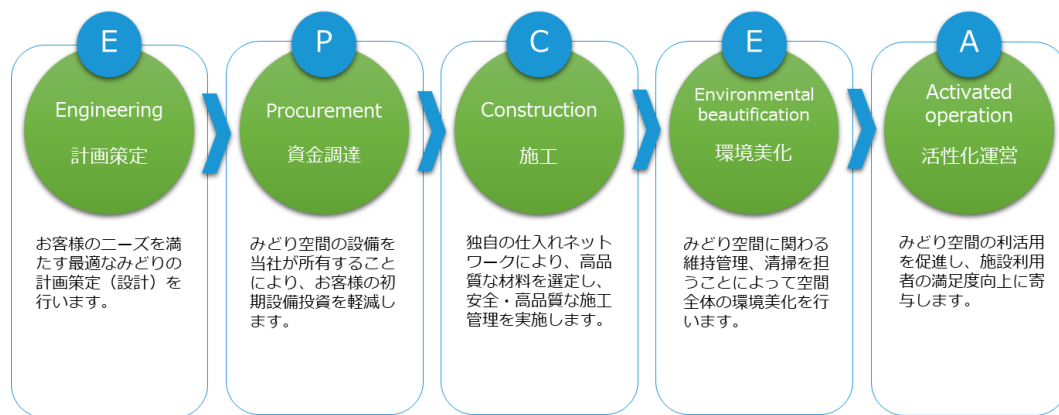 E
Engineering
計画策定
お客様のニーズを満
たす最適なみどりの
計画策定（設計）を
行います。
P
Procurement
資金調達
みどり空間の設備を
当社が所有すること
により、お客様の初
期設備投資を軽減し
ます。
C
Construction
施工
独自の仕入れネット
ワークにより、高品
質な材料を選定し、
安全・高品質な施工
管理を実施します。
E
Environmental
beautification
環境美化
みどり空間に関わる
維持管理、清掃を担
うことによって空間
全体の環境美化を行
います。
A
Activated
operation
活性化運営
みどり空間の利活用
を促進し、施設利用
者の満足度向上に寄
与します。